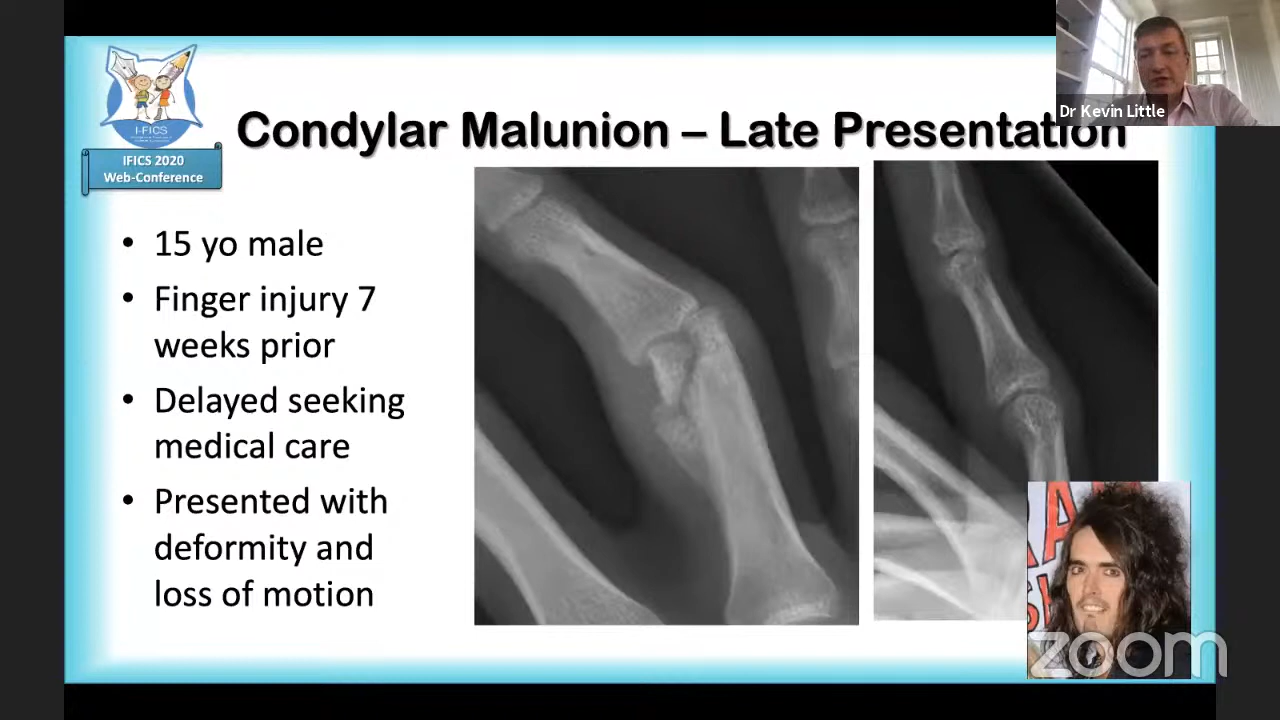 Dr Kevin Little
I-FICS
IFICS 2020
Web-Conference
Condylar Malunion – Late Presentation
• 15 yo male
• Finger injury 7
weeks prior
• Delayed seeking
medical care
• Presented with
deformity and
loss of motion
zoom